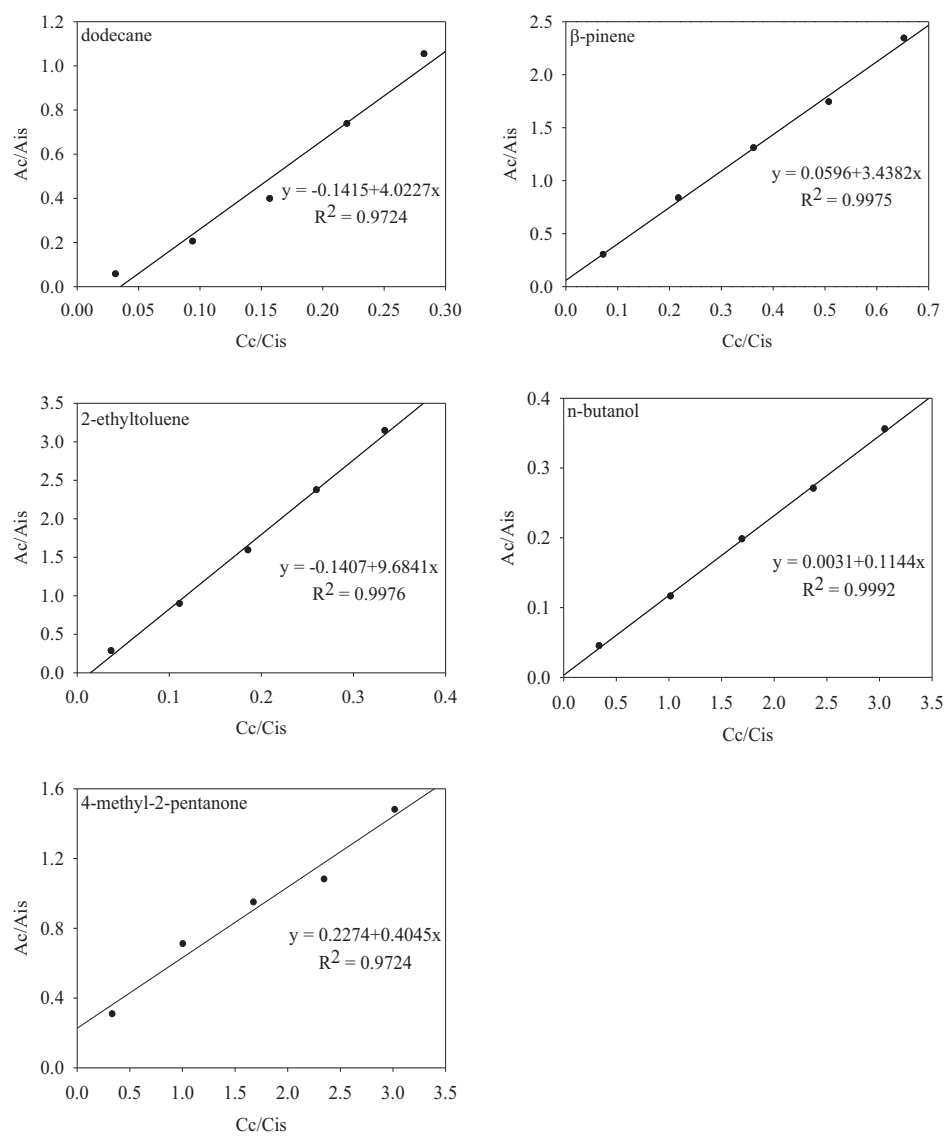 dodecane
1.2
1.0
0.8
0.6
0.4
0.2
0.0
Ac/Ais
y = -0.1415+4.0227x
R2 = 0.9724
0.00 0.05 0.10 0.15 0.20 0.25 0.30
Cc/Cis
β-pinene
2.5
2.0
1.5
1.0
0.5
0.0
Ac/Ais
y = 0.0596+3.4382x
R2 = 0.9975
0.0 0.1 0.2 0.3 0.4 0.5 0.6 0.7
Cc/Cis
2-ethyltoluene
3.5
3.0
2.5
2.0
1.5
1.0
0.5
0.0
Ac/Ais
y = -0.1407+9.6841x
R2 = 0.9976
0.0 0.1 0.2 0.3 0.4
Cc/Cis
n-butanol
0.4
0.3
0.2
0.1
0.0
Ac/Ais
y = 0.0031+0.1144x
R2 = 0.9992
0.0 0.5 1.0 1.5 2.0 2.5 3.0 3.5
Cc/Cis
4-methyl-2-pentanone
1.6
1.2
0.8
0.4
0.0
Ac/Ais
y = 0.2274+0.4045x
R2 = 0.9724
0.0 0.5 1.0 1.5 2.0 2.5 3.0 3.5
Cc/Cis